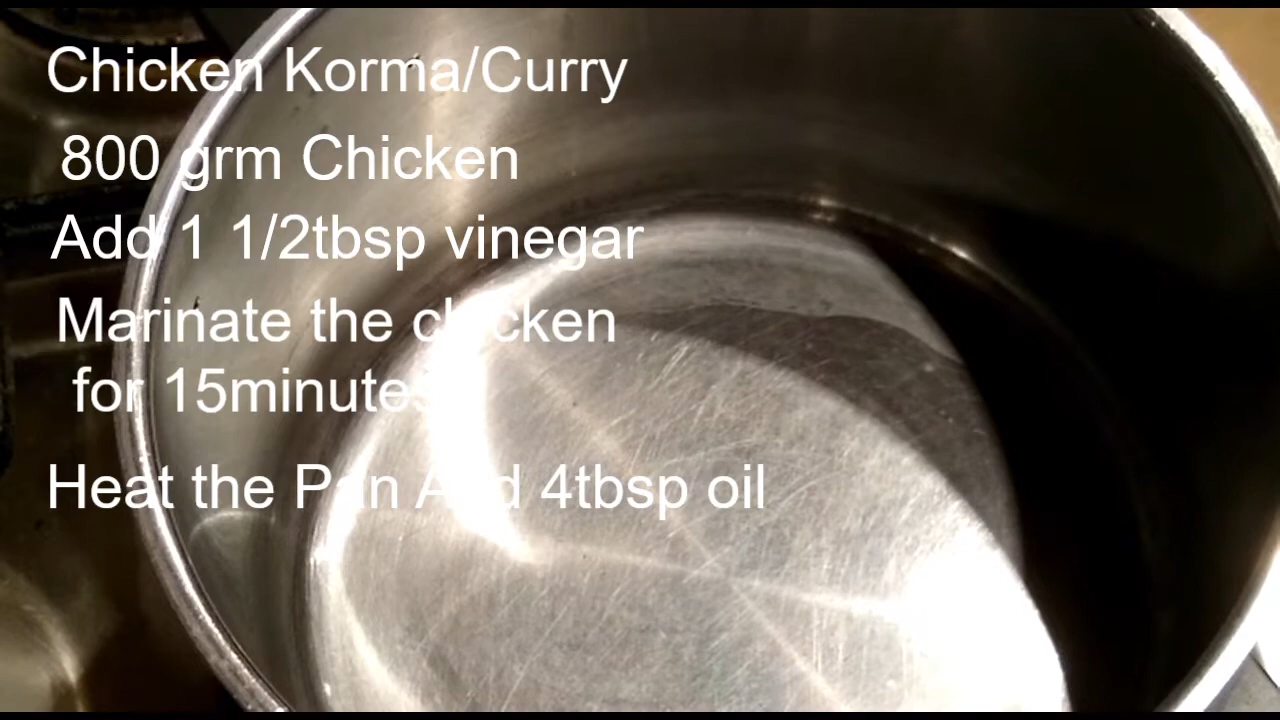 Chicken Korma/Curry
800 grm Chicken
Add 1 1/2tbsp vinegar
Marinate the chicken
for 15minutes
Heat the Pan Add 4tbsp oil